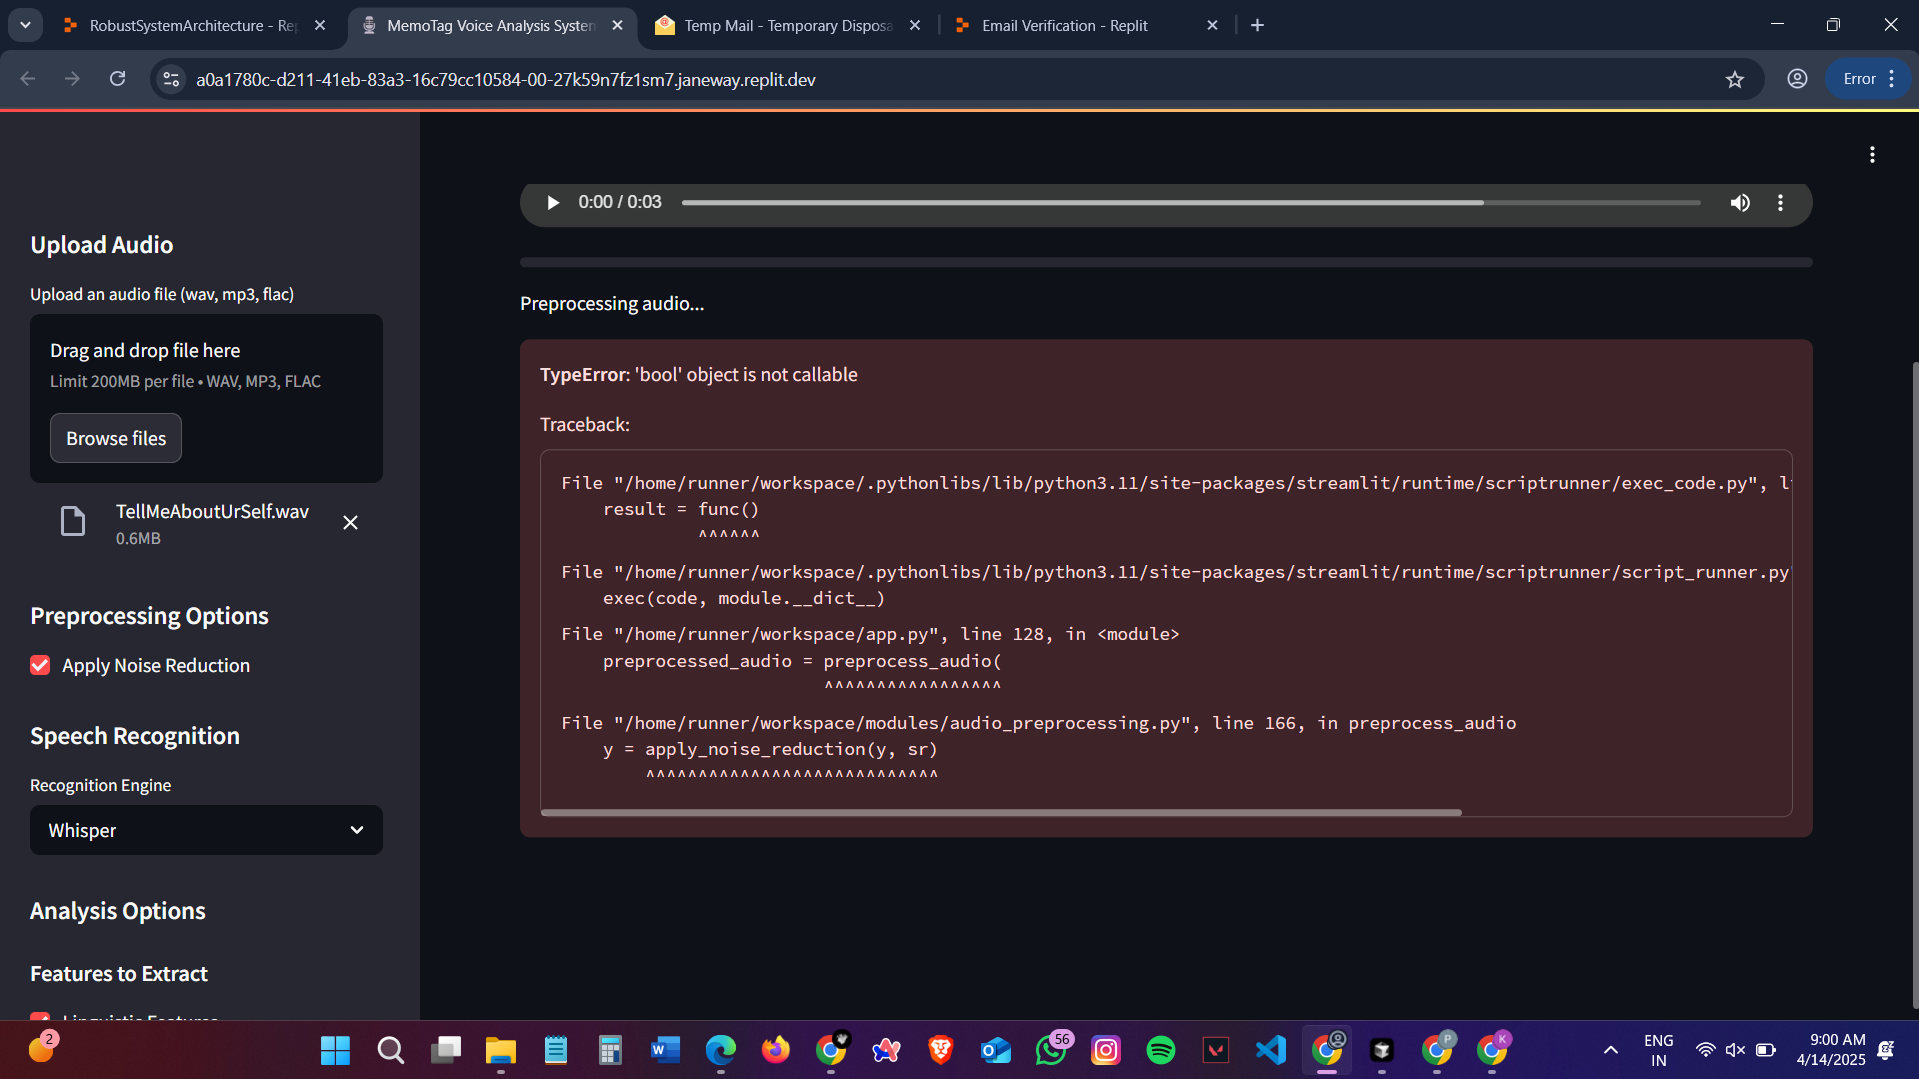 RobustSystemArchitecture - Rep
MemoTag Voice Analysis System
Temp Mail - Temporary Disposa
Email Verification - Replit
a0a1780c-d211-41eb-83a3-16c79cc10584-00-27k59n7fz1sm7.janeway.replit.dev
Error
Upload Audio
Upload an audio file (wav, mp3, flac)
Drag and drop file here
Limit 200MB per file • WAV, MP3, FLAC
Browse files
TellMeAboutUrSelf.wav
0.6MB
Preprocessing Options
Apply Noise Reduction
Speech Recognition
Recognition Engine
Whisper
Analysis Options
Features to Extract
Linguistic Features
0:00 / 0:03
Preprocessing audio...
TypeError: 'bool' object is not callable
Traceback:
File "/home/runner/workspace/.pythonlibs/lib/python3.11/site-packages/streamlit/runtime/scriptrunner/exec_code.py", li
result = func()
^^^^^^
File "/home/runner/workspace/.pythonlibs/lib/python3.11/site-packages/streamlit/runtime/scriptrunner/script_runner.py"
exec(code, module.__dict__)
File "/home/runner/workspace/app.py", line 128, in <module>
preprocessed_audio = preprocess_audio(
^^^^^^^^^^^^^^^^^
File "/home/runner/workspace/modules/audio_preprocessing.py", line 166, in preprocess_audio
y = apply_noise_reduction(y, sr)
^^^^^^^^^^^^^^^^^^^^^^^^^^^^
2
56
P
K
ENG
IN
9:00 AM
4/14/2025